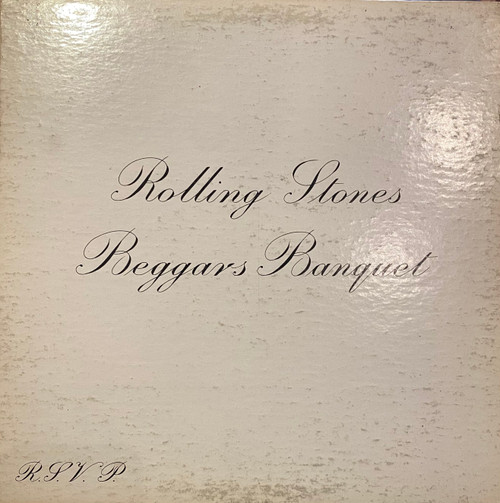 Rolling Stones
Beggars Banquet
R.S.V.P.